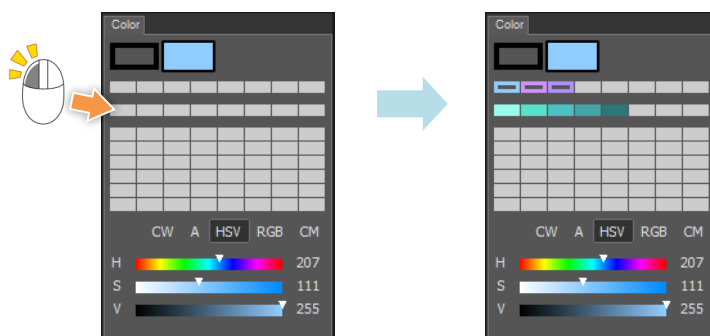 Color
CW A HSV RGB CM
H 207
S 111
V 255
Color
CW A HSV RGB CM
H 207
S 111
V 255